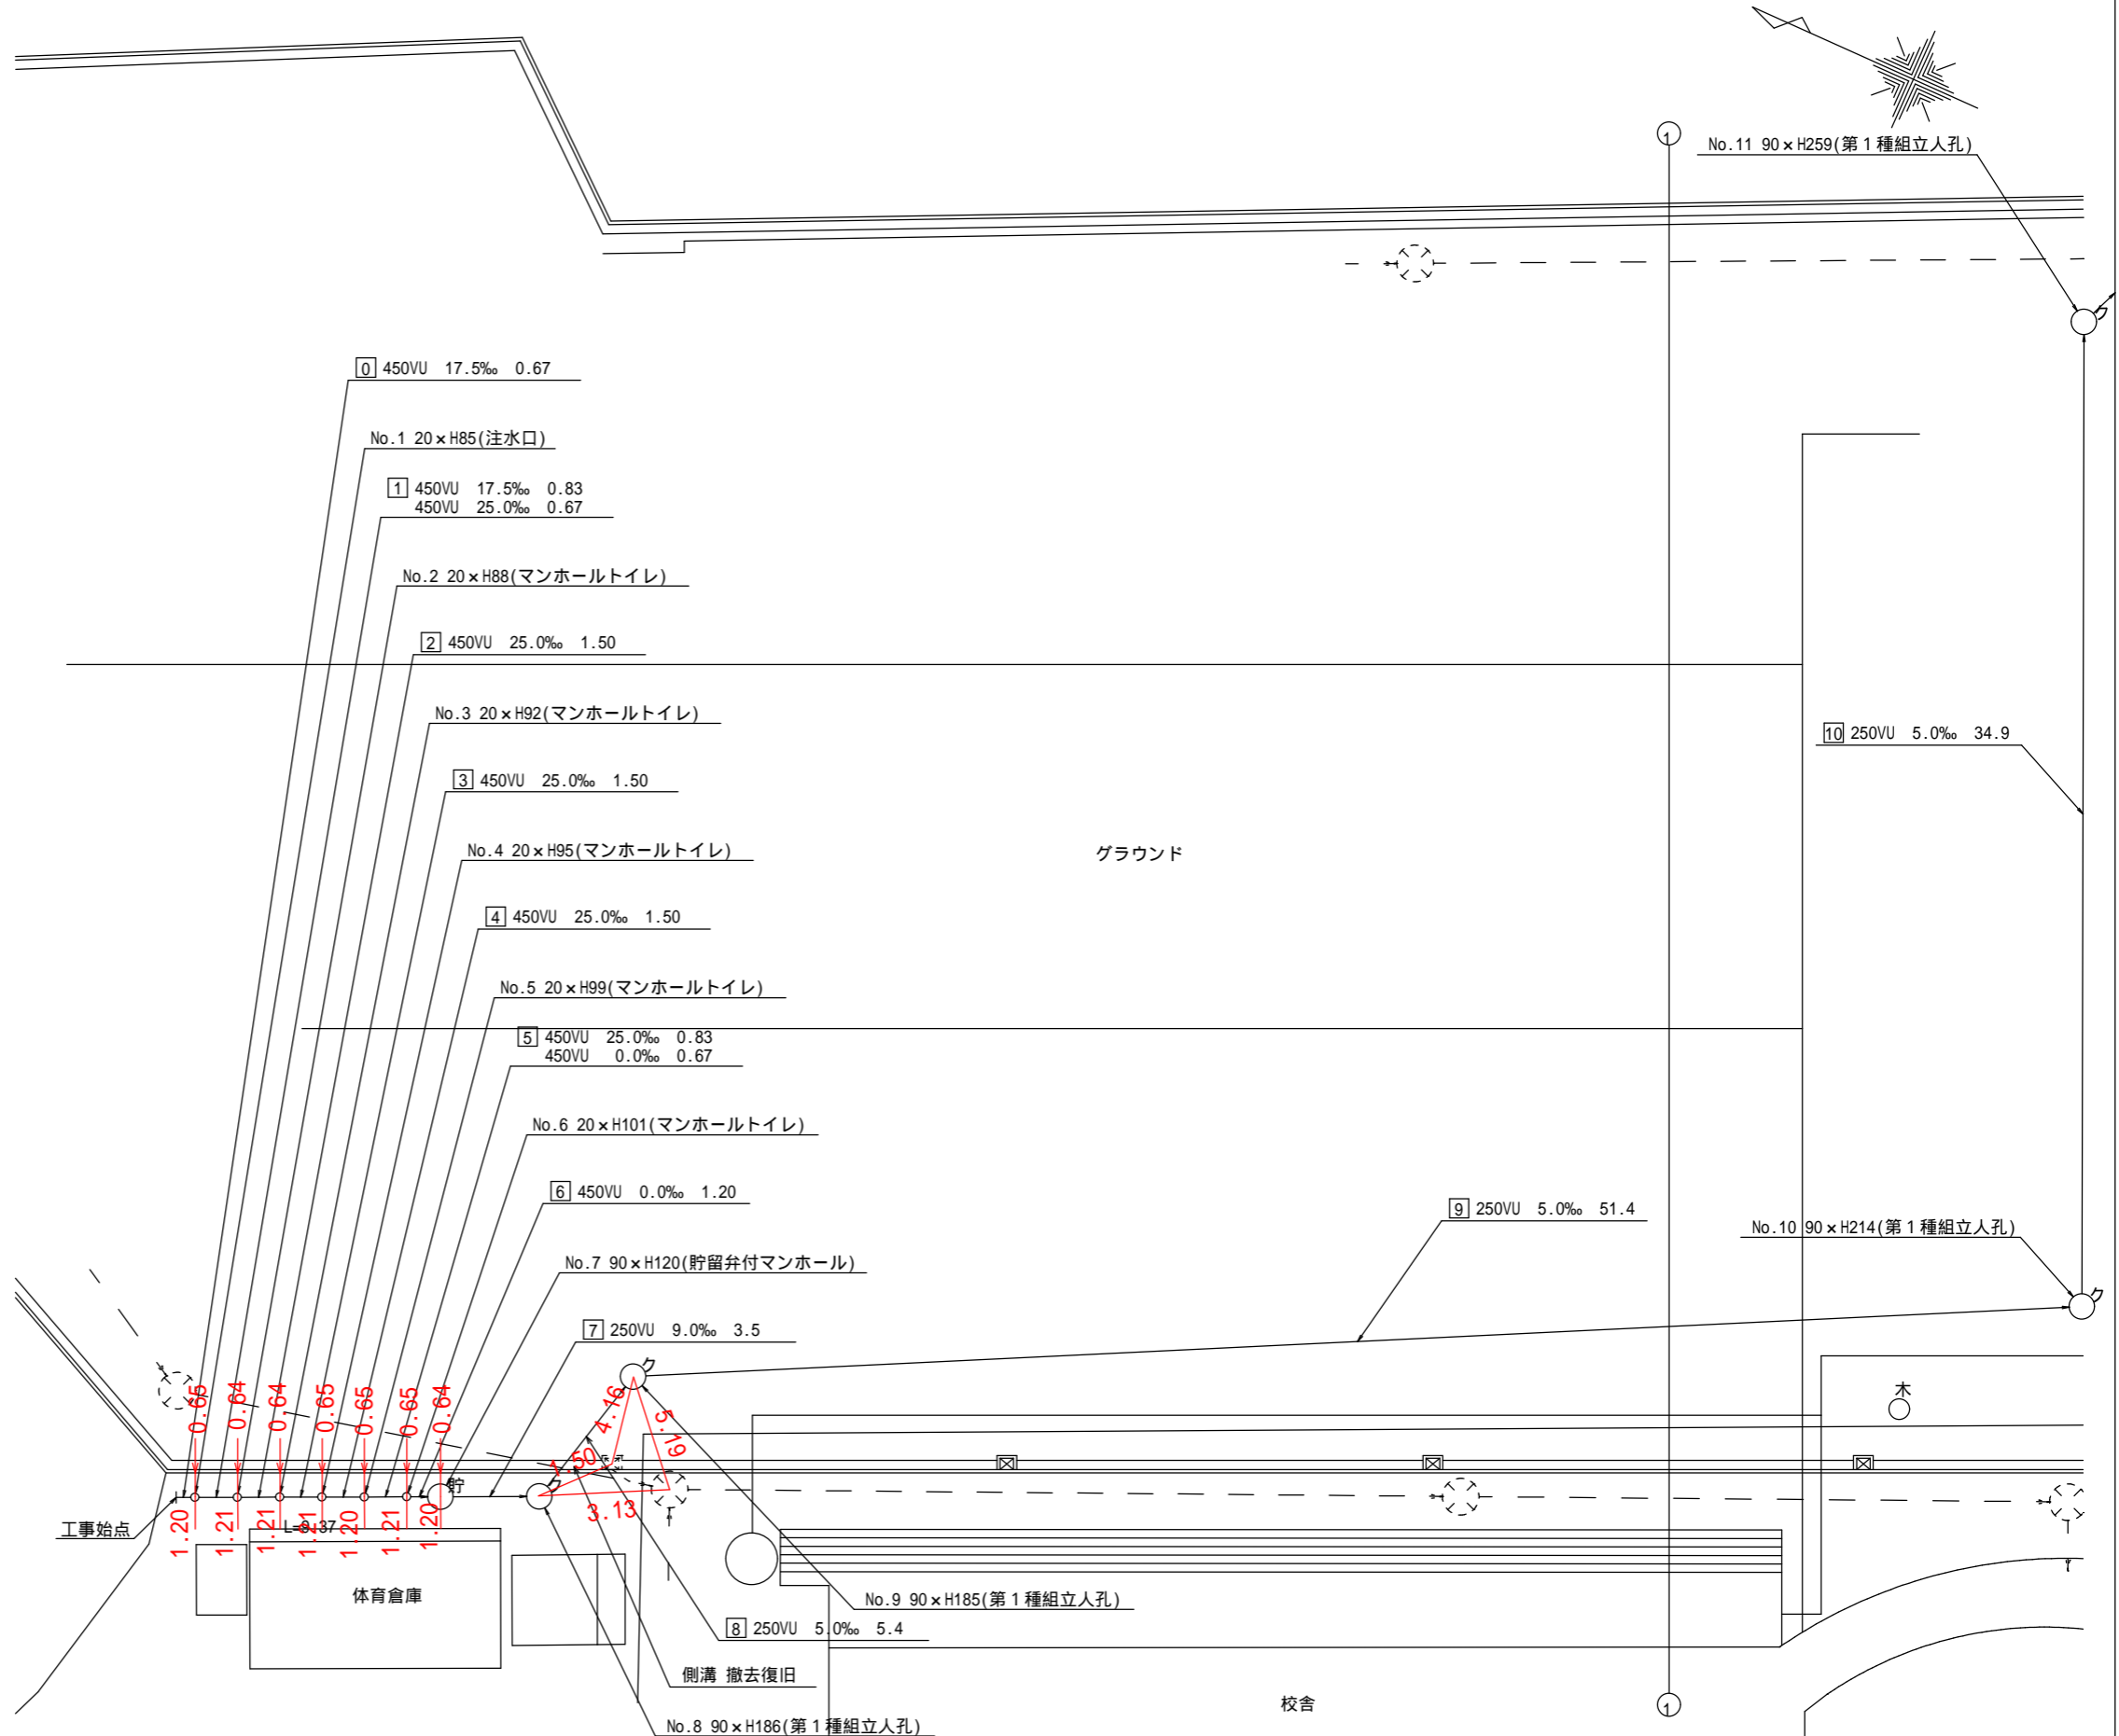 1
No.11 90×H259(第1種組立人孔)
ク
0 450VU 17.5‰ 0.67
No.1 20×H85(注水口)
1 450VU 17.5‰ 0.83
450VU 25.0‰ 0.67
No.2 20×H88(マンホールトイレ)
2 450VU 25.0‰ 1.50
No.3 20×H92(マンホールトイレ)
10 250VU 5.0‰ 34.9
3 450VU 25.0‰ 1.50
No.4 20×H95(マンホールトイレ)
グラウンド
4 450VU 25.0‰ 1.50
No.5 20×H99(マンホールトイレ)
5 450VU 25.0‰ 0.83
450VU 0.0‰ 0.67
No.6 20×H101(マンホールトイレ)
6 450VU 0.0‰ 1.20
9 250VU 5.0‰ 51.4
No.10 90×H214(第1種組立人孔)
No.7 90×H120(貯留弁付マンホール)
ク
7 250VU 9.0‰ 3.5
ク
木
0.65
0.64
0.64
0.65
0.65
0.65
0.64
4.16
5.19
1.50
貯
ク
3.13
工事始点
1.20
1.21
1.21
1.21
1.20
1.21
1.20
L=9.37
体育倉庫
No.9 90×H185(第1種組立人孔)
8 250VU 5.0‰ 5.4
側溝 撤去復旧
校舎
1
No.8 90×H186(第1種組立人孔)